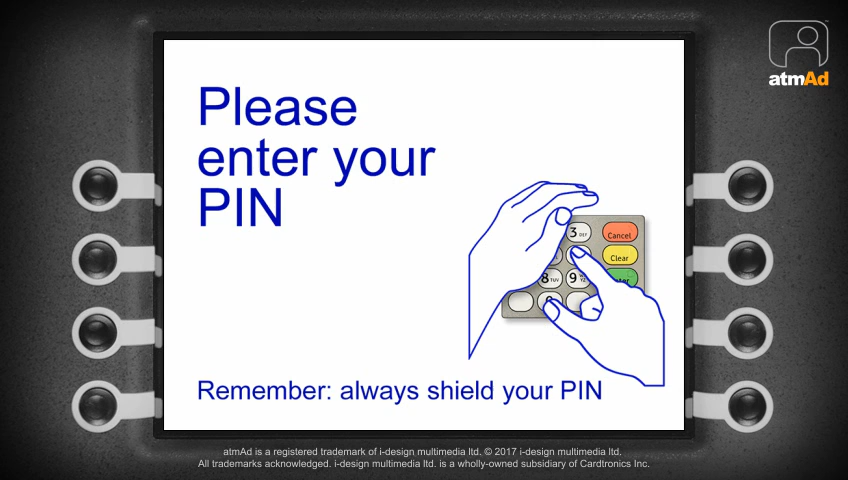 atmAd
Please
enter your
PIN
3 DEF Cancel
Clear
8 TUV 9
Remember: always shield your PIN
atmAd is a registered trademark of i-design multimedia ltd. © 2017 i-design multimedia ltd.
All trademarks acknowledged. i-design multimedia ltd. is a wholly-owned subsidiary of Cardtronics Inc.